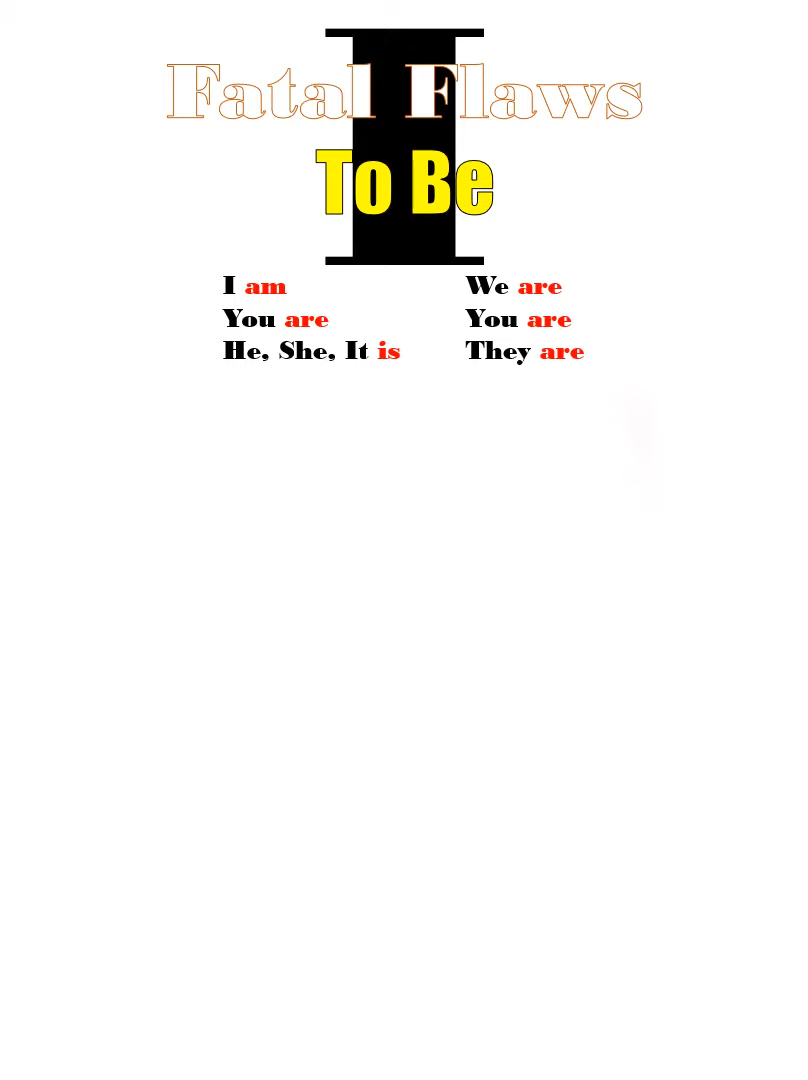 I
Fatal Flaws
To Be
I am
You are
He, She, It is
We are
You are
They are